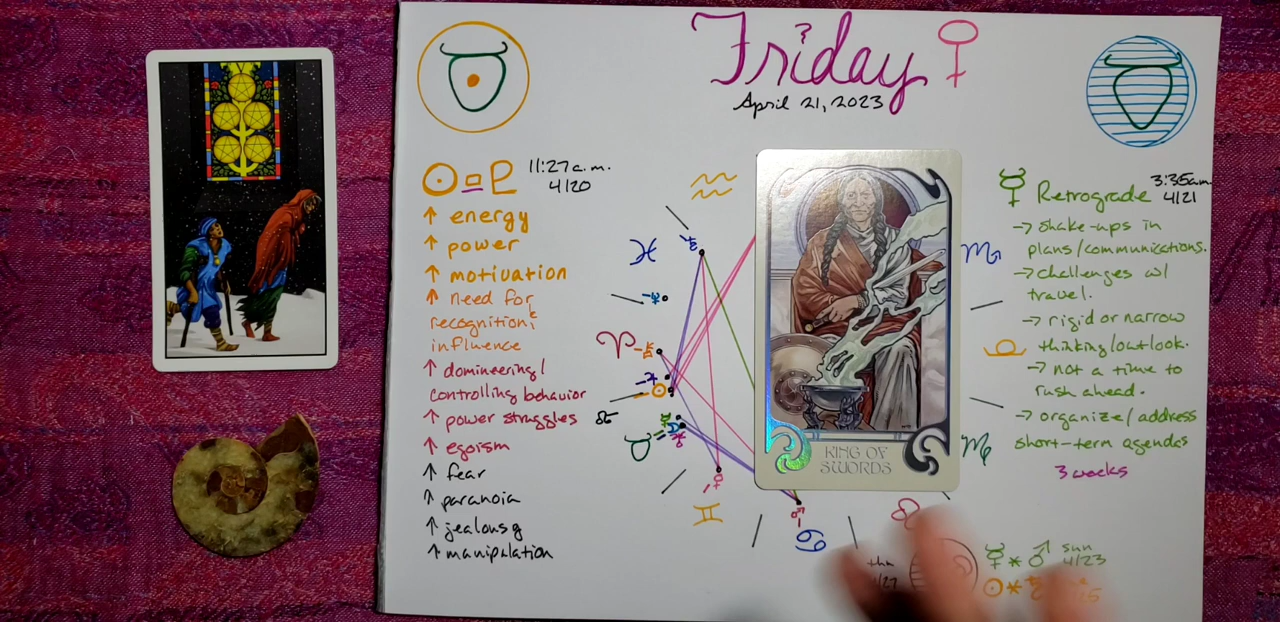 Friday
April 21, 2023
11:27 a.m.
4/20
↑ energy
↑ power
↑ motivation
↑ need for
recognition &
influence
↑ domineering/
controlling behavior
↑ power struggles
↑ egoism
↑ fear
↑ paranoia
↑ jealousy
↑ manipulation
KING OF
SWORDS
Retrograde
3:35am
4/21
→ shake-ups in
plans/communications.
→ challenges w/
travel.
→ rigid or narrow
thinking/outlook.
→ not a time to
rush ahead.
→ organize/address
short-term agendas
3 weeks
sun
4/23